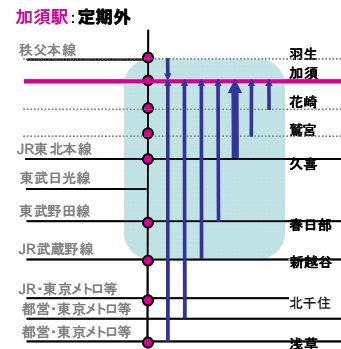 加須駅：定期外
秩父本線
羽生
加須
花崎
鷲宮
JR東北本線
久喜
東武日光線
東武野田線
春日部
JR武蔵野線
新越谷
JR・東京メトロ等
北千住
都営・東京メトロ等
都営・東京メトロ等
浅草